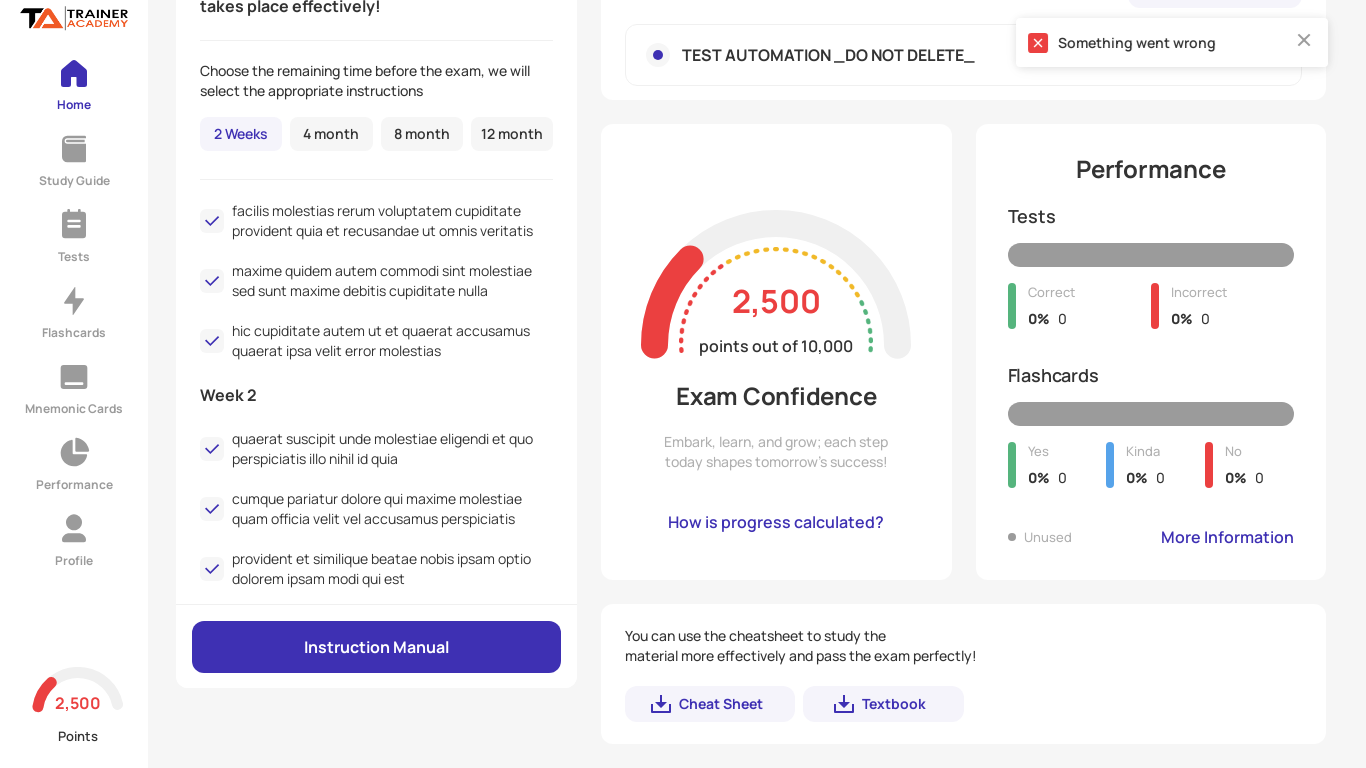 TRAINER
ACADEMY
Home
Study Guide
Tests
Flashcards
Mnemonic Cards
Performance
Profile
2,500
Points
takes place effectively!
Choose the remaining time before the exam, we will
select the appropriate instructions
2 Weeks
4 month
8 month
12 month
facilis molestias rerum voluptatem cupiditate
provident quia et recusandae ut omnis veritatis
maxime quidem autem commodi sint molestiae
sed sunt maxime debitis cupiditate nulla
hic cupiditate autem ut et quaerat accusamus
quaerat ipsa velit error molestias
Week 2
quaerat suscipit unde molestiae eligendi et quo
perspiciatis illo nihil id quia
cumque pariatur dolore qui maxime molestiae
quam officia velit vel accusamus perspiciatis
provident et similique beatae nobis ipsam optio
dolorem ipsam modi qui est
Instruction Manual
TEST AUTOMATION _DO NOT DELETE_
Something went wrong
2,500
points out of 10,000
Exam Confidence
Embark, learn, and grow; each step
today shapes tomorrow's success!
How is progress calculated?
Performance
Tests
Correct
0% 0
Incorrect
0% 0
Flashcards
Yes
0% 0
Kinda
0% 0
No
0% 0
Unused
More Information
You can use the cheatsheet to study the
material more effectively and pass the exam perfectly!
Cheat Sheet
Textbook